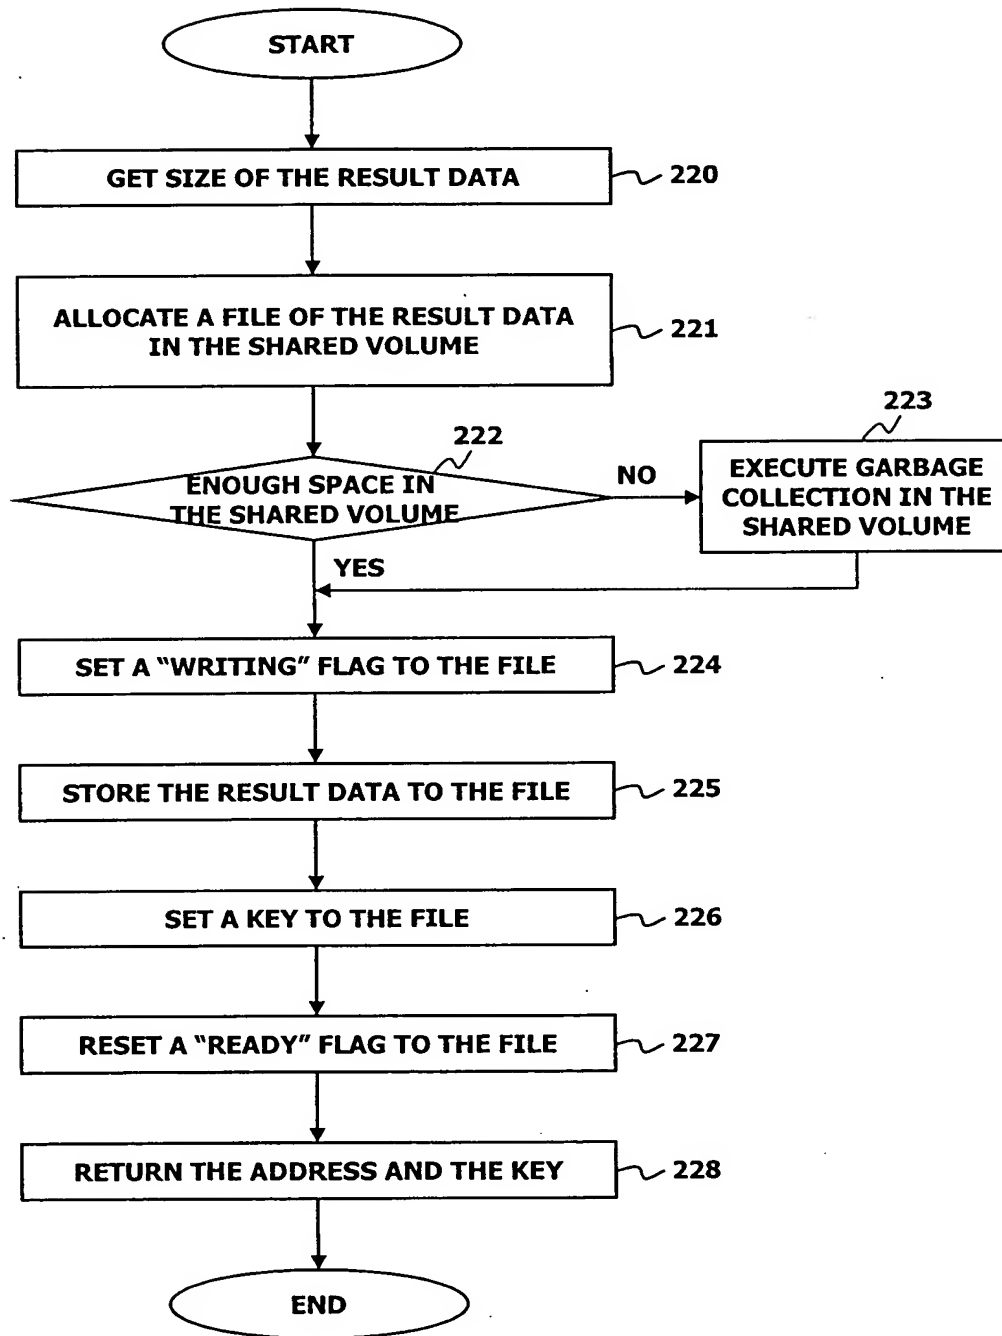 START
GET SIZE OF THE RESULT DATA
220
ALLOCATE A FILE OF THE RESULT DATA
IN THE SHARED VOLUME
221
222
ENOUGH SPACE IN
THE SHARED VOLUME
NO
223
EXECUTE GARBAGE
COLLECTION IN THE
SHARED VOLUME
YES
SET A “WRITING” FLAG TO THE FILE
224
STORE THE RESULT DATA TO THE FILE
225
SET A KEY TO THE FILE
226
RESET A “READY” FLAG TO THE FILE
227
RETURN THE ADDRESS AND THE KEY
228
END